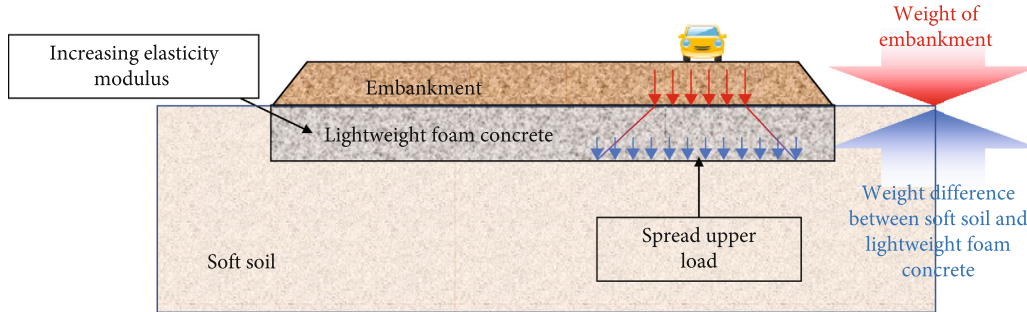 Increasing elasticity
modulus
Embankment
Lightweight foam concrete
Soft soil
Spread upper
load
Weight of
embankment
Weight difference
between soft soil and
lightweight foam
concrete